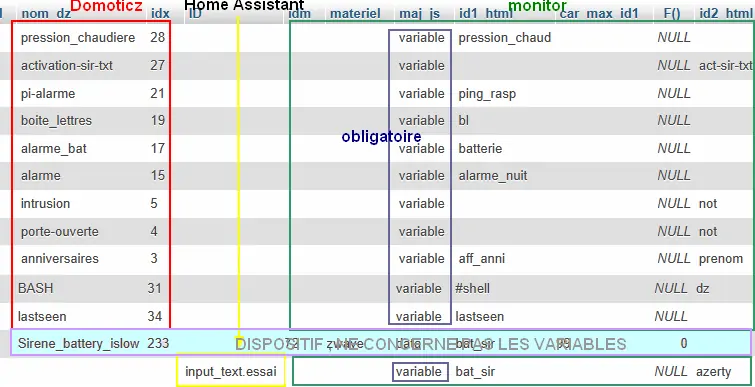 Domoticz Home Assistant monitor
nom_dz idx ID idm materiel maj_js id1_html car_max_id1 F() id2_html
pression_chaudiere 28 variable pression_chaud NULL
activation-sir-txt 27 variable NULL act-sir-txt
pi-alarme 21 variable ping_rasp NULL
boite_lettres 19 variable bl NULL
obligatoire
alarme_bat 17 variable batterie NULL
alarme 15 variable alarme_nuit NULL
intrusion 5 variable NULL not
porte-ouverte 4 variable NULL not
anniversaires 3 variable aff_anni NULL prenom
BASH 31 variable #shell NULL dz
lastseen 34 variable lastseen NULL
Sirene_battery_islow 233 zwave data bat_sir 0
DISPOSITIF , NE CONCERNE PAS LES VARIABLES
input_text.essai variable bat_sir NULL azerty